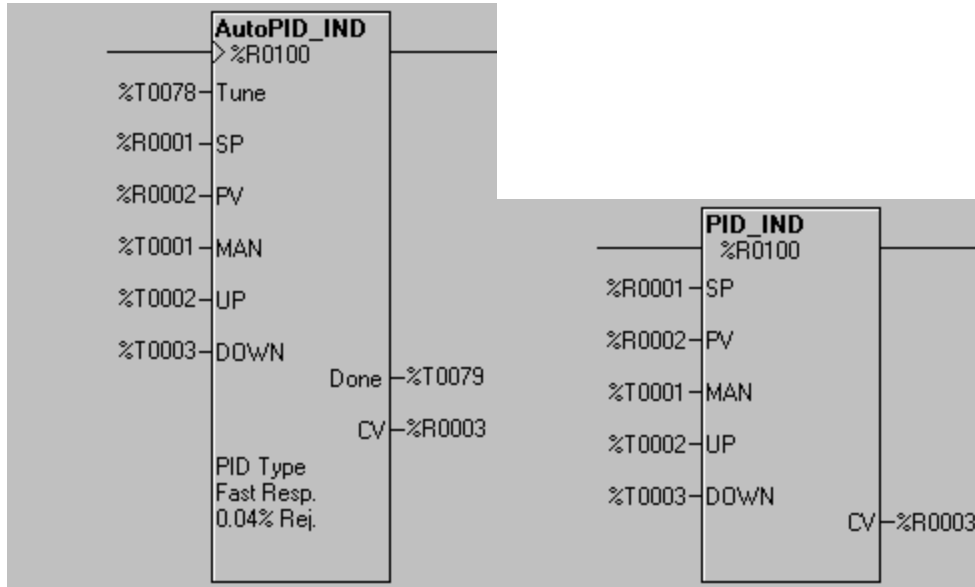 AutoPID_IND
%R0100
%T0078 Tune
%R0001 SP
%R0002 PV
%T0001 MAN
%T0002 UP
%T0003 DOWN
Done %T0079
CV %R0003
PID Type
Fast Resp.
0.04% Rej.
PID_IND
%R0100
%R0001 SP
%R0002 PV
%T0001 MAN
%T0002 UP
%T0003 DOWN
CV %R0003